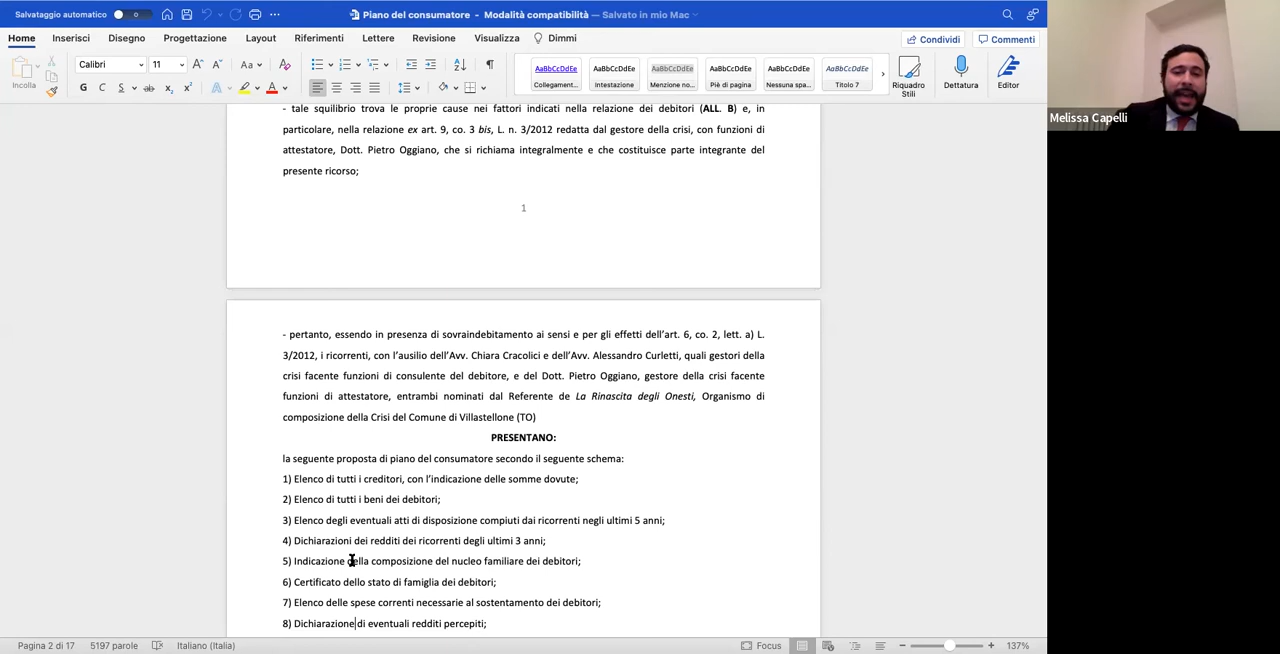 Salvataggio automatico 0 Piano del consumatore - Modalità compatibilità — Salvato in mio Mac
Home Inserisci Disegno Progettazione Layout Riferimenti Lettere Revisione Visualizza Dimmi Condividi Commenti
Incolla Calibri 11 Aa AaBbCcDdEe AaBbCcDdEe AaBbCcDdEe AaBbCcDdEe AaBbCcDdEe AaBbCcDdEe
G C S ab x₂ x² A A Collegament... Intestazione Menzione no... Piè di pagina Nessuna spa... Titolo 7 Riquadro Stili Dettatura Editor
Melissa Capelli
- tale squilibrio trova le proprie cause nei fattori indicati nella relazione dei debitori (ALL. B) e, in
particolare, nella relazione ex art. 9, co. 3 bis, L. n. 3/2012 redatta dal gestore della crisi, con funzioni di
attestatore, Dott. Pietro Oggiano, che si richiama integralmente e che costituisce parte integrante del
presente ricorso;
1
- pertanto, essendo in presenza di sovraindebitamento ai sensi e per gli effetti dell’art. 6, co. 2, lett. a) L.
3/2012, i ricorrenti, con l’ausilio dell’Avv. Chiara Cracolici e dell’Avv. Alessandro Curletti, quali gestori della
crisi facente funzioni di consulente del debitore, e del Dott. Pietro Oggiano, gestore della crisi facente
funzioni di attestatore, entrambi nominati dal Referente de La Rinascita degli Onesti, Organismo di
composizione della Crisi del Comune di Villastellone (TO)
PRESENTANO:
la seguente proposta di piano del consumatore secondo il seguente schema:
1) Elenco di tutti i creditori, con l’indicazione delle somme dovute;
2) Elenco di tutti i beni dei debitori;
3) Elenco degli eventuali atti di disposizione compiuti dai ricorrenti negli ultimi 5 anni;
4) Dichiarazioni dei redditi dei ricorrenti degli ultimi 3 anni;
5) Indicazione della composizione del nucleo familiare dei debitori;
6) Certificato dello stato di famiglia dei debitori;
7) Elenco delle spese correnti necessarie al sostentamento dei debitori;
8) Dichiarazione di eventuali redditi percepiti;
Pagina 2 di 17 5197 parole Italiano (Italia) Focus 137%